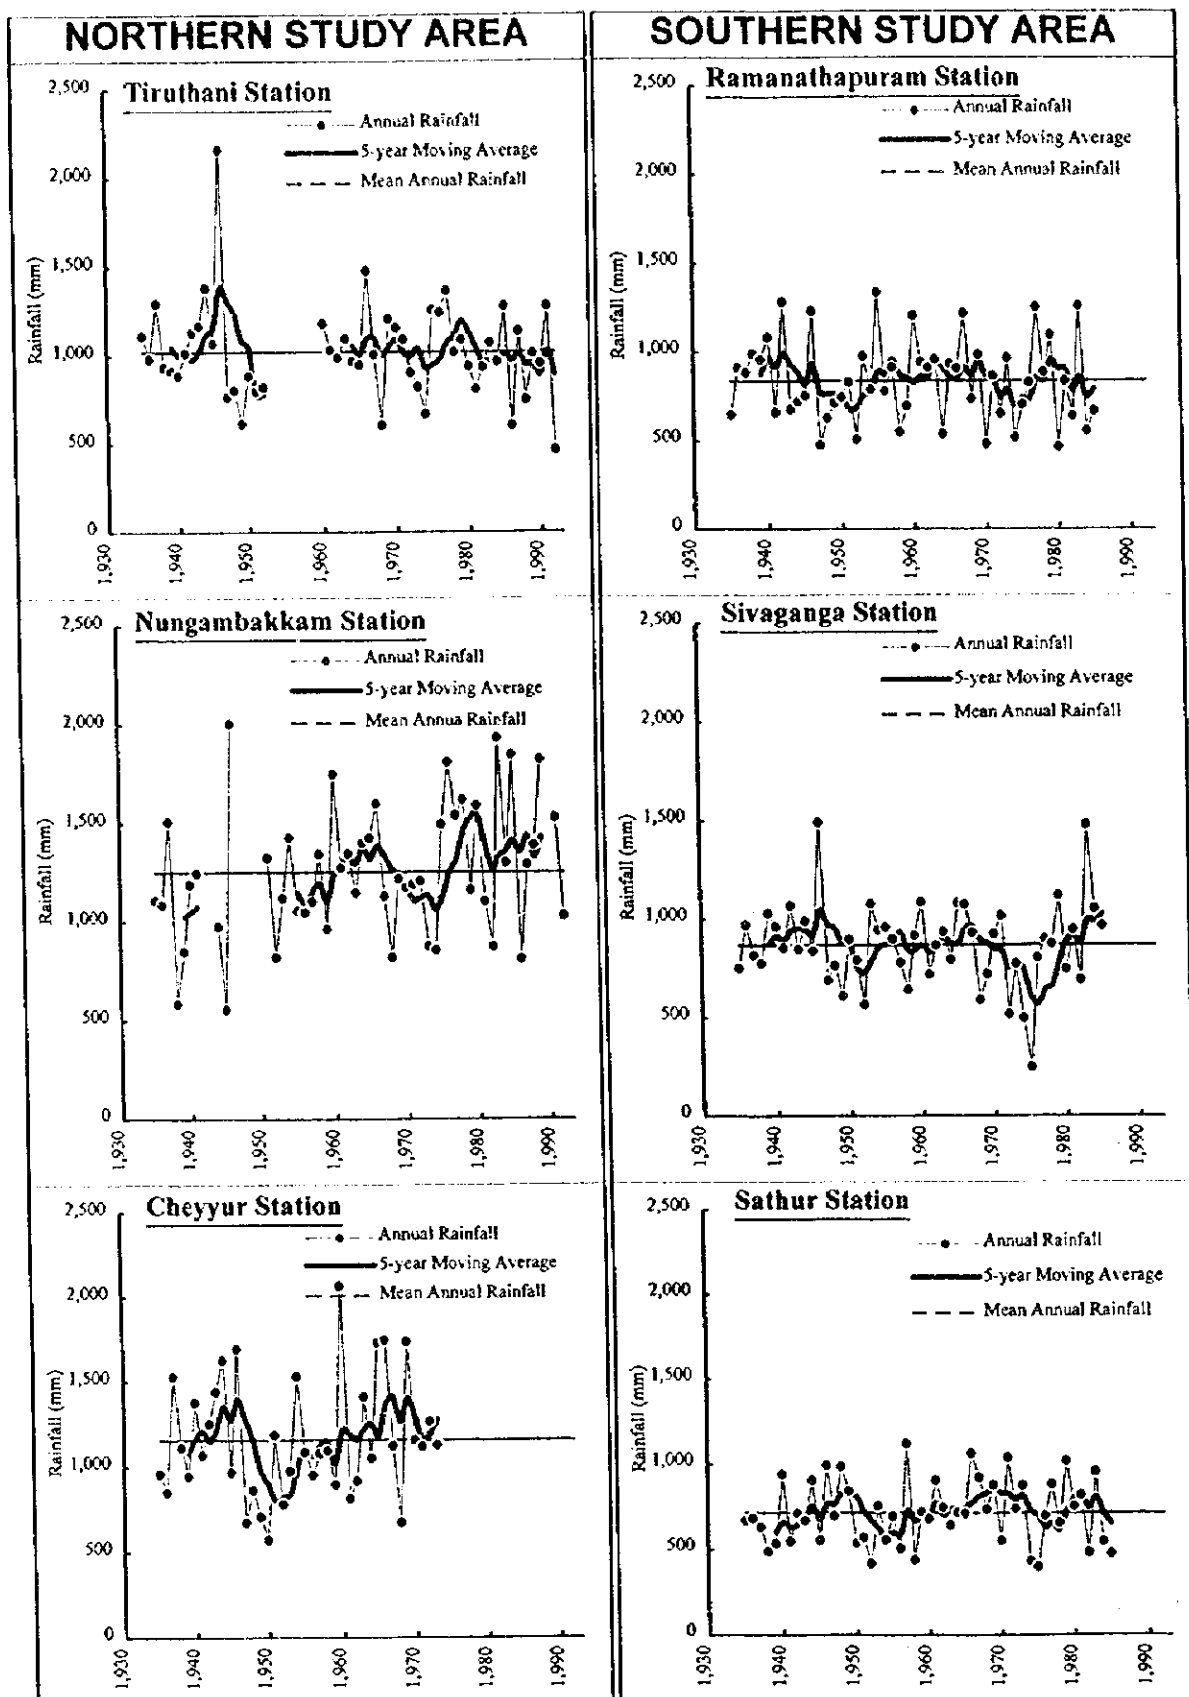 NORTHERN STUDY AREA
Tiruthani Station
Annual Rainfall
5-year Moving Average
Mean Annual Rainfall
Rainfall (mm)
2,500
2,000
1,500
1,000
500
0
1,930
1,940
1,950
1,960
1,970
1,980
1,990
Nungambakkam Station
Annual Rainfall
5-year Moving Average
Mean Annua Rainfall
Rainfall (mm)
2,500
2,000
1,500
1,000
500
0
1,930
1,940
1,950
1,960
1,970
1,980
1,990
Cheyyur Station
Annual Rainfall
5-year Moving Average
Mean Annual Rainfall
Rainfall (mm)
2,500
2,000
1,500
1,000
500
0
1,930
1,940
1,950
1,960
1,970
1,980
1,990
SOUTHERN STUDY AREA
Ramanathapuram Station
Annual Rainfall
5-year Moving Average
Mean Annual Rainfall
Rainfall (mm)
2,500
2,000
1,500
1,000
500
0
1,930
1,940
1,950
1,960
1,970
1,980
1,990
Sivaganga Station
Annual Rainfall
5-year Moving Average
Mean Annual Rainfall
Rainfall (mm)
2,500
2,000
1,500
1,000
500
0
1,930
1,940
1,950
1,960
1,970
1,980
1,990
Sathur Station
Annual Rainfall
5-year Moving Average
Mean Annual Rainfall
Rainfall (mm)
2,500
2,000
1,500
1,000
500
0
1,930
1,940
1,950
1,960
1,970
1,980
1,990